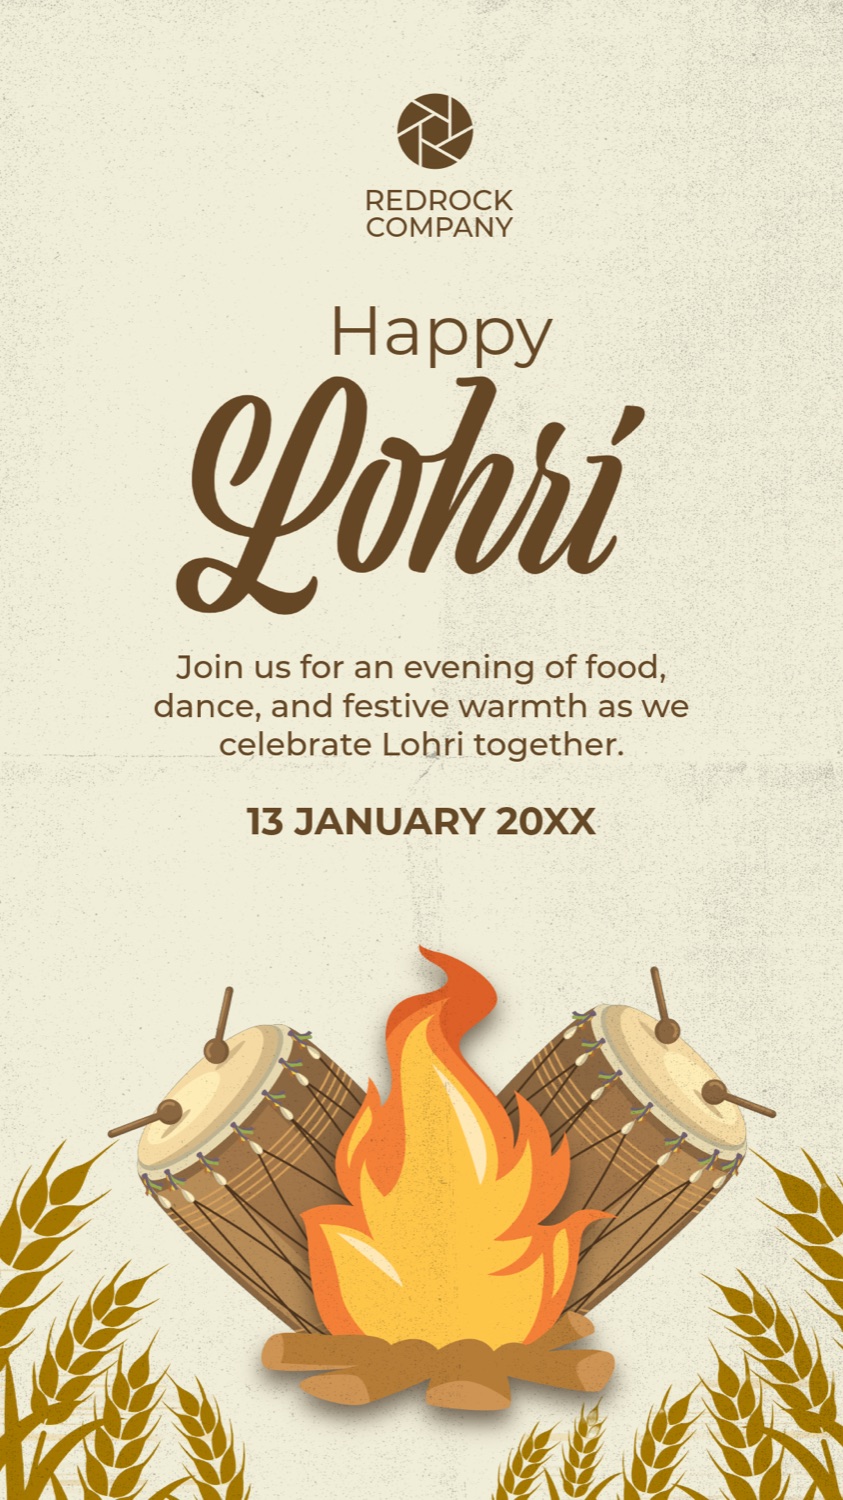 REDROCK
COMPANY
Happy
Lohri
Join us for an evening of food,
dance, and festive warmth as we
celebrate Lohri together.
13 JANUARY 20XX